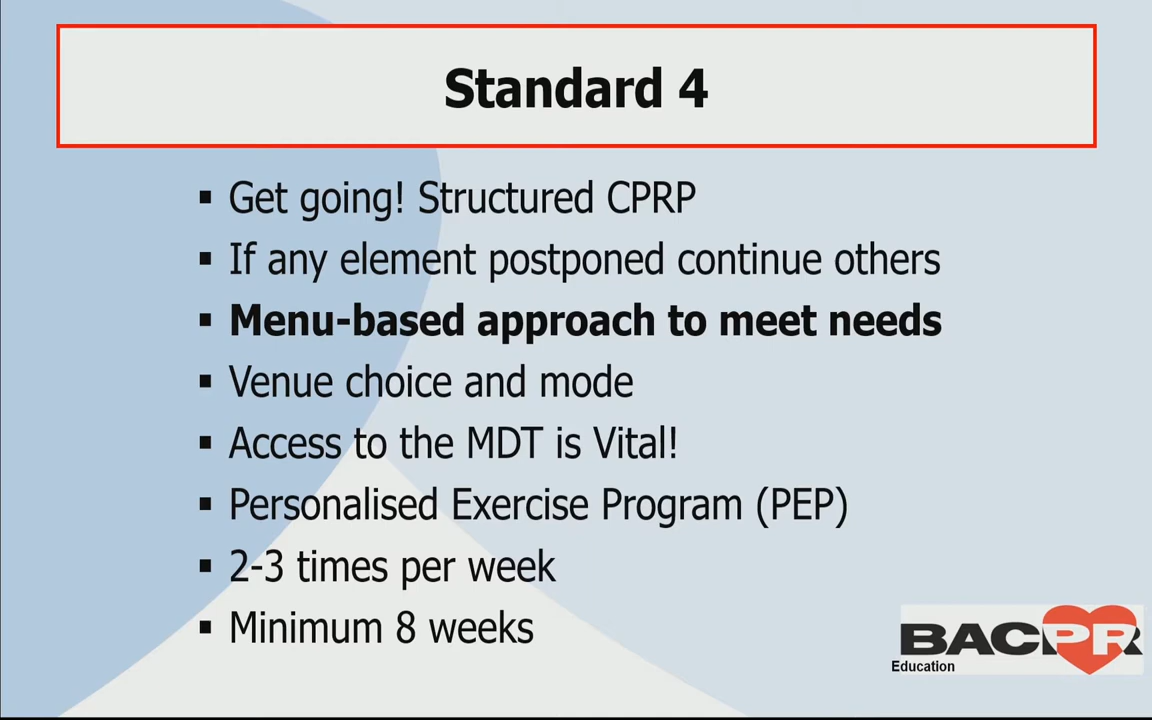 Standard 4
▪ Get going! Structured CPRP
▪ If any element postponed continue others
▪ Menu-based approach to meet needs
▪ Venue choice and mode
▪ Access to the MDT is Vital!
▪ Personalised Exercise Program (PEP)
▪ 2-3 times per week
▪ Minimum 8 weeks
BACPR
Education